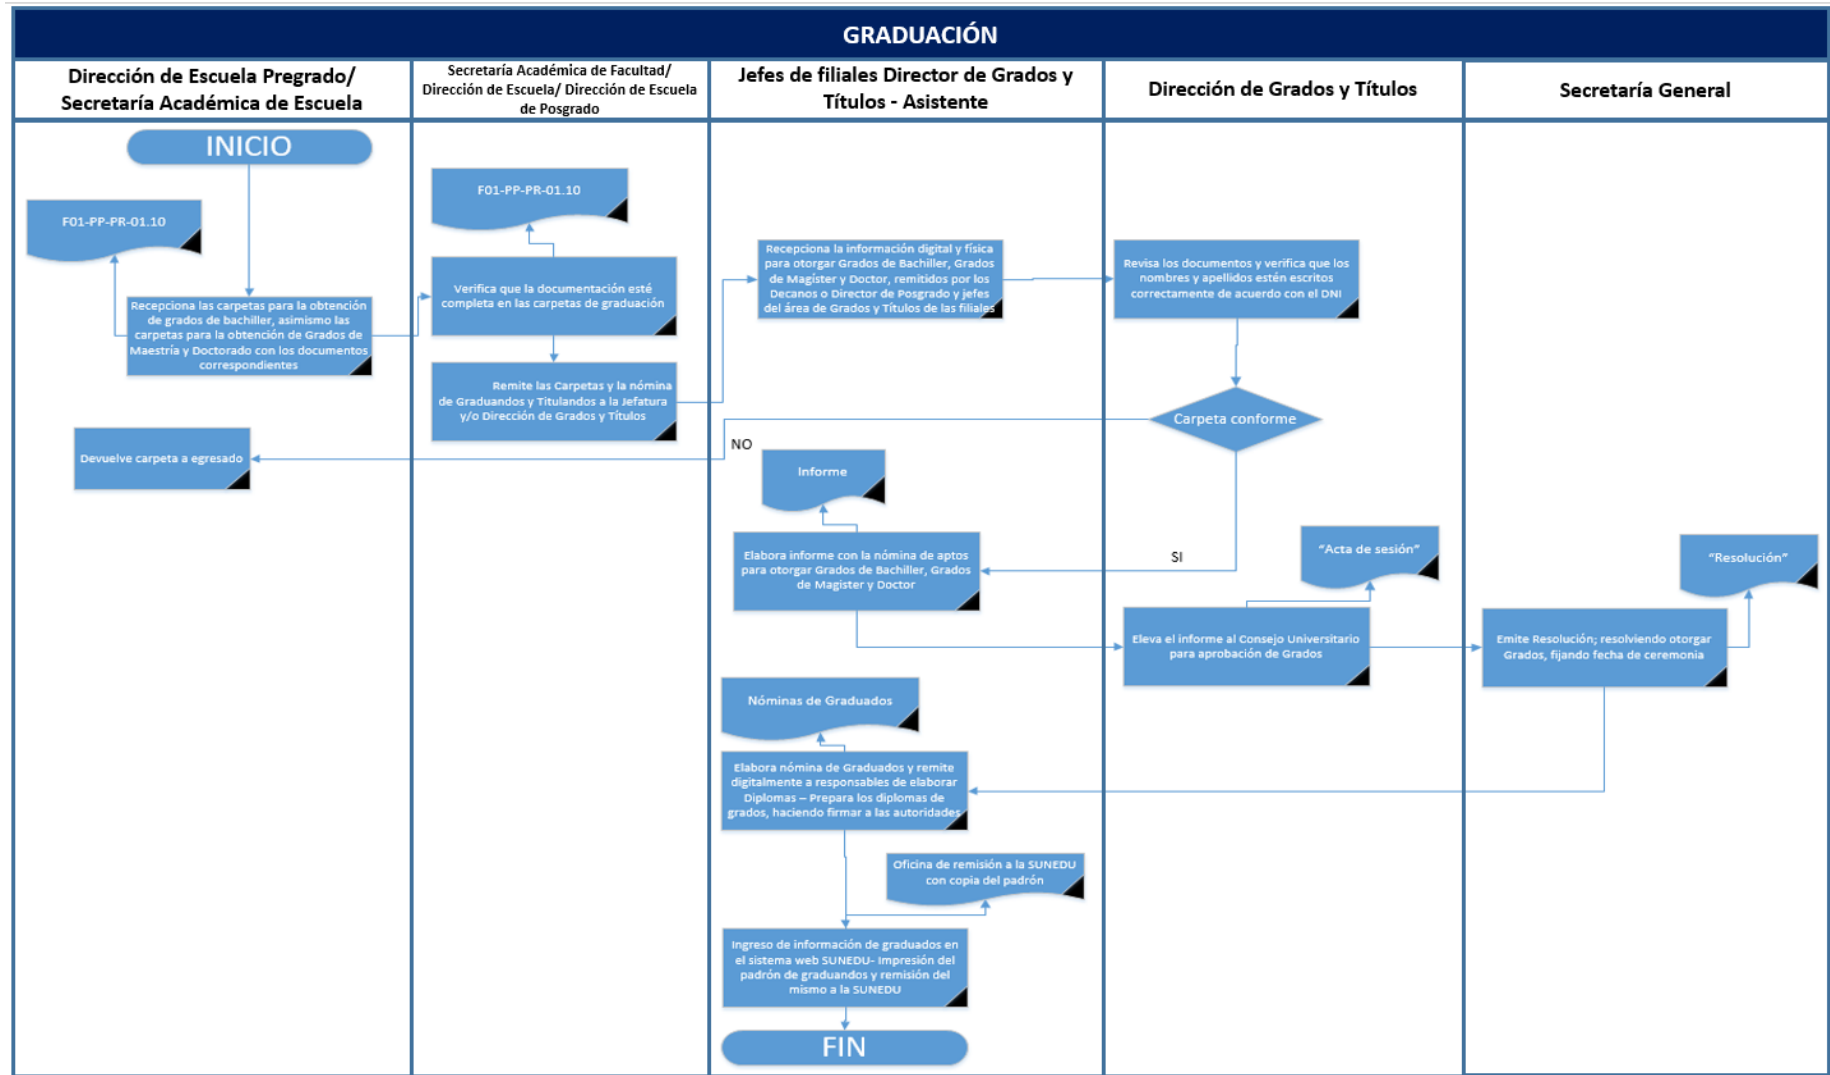 GRADUACIÓN
Dirección de Escuela Pregrado/
Secretaría Académica de Escuela
Secretaría Académica de Facultad/
Dirección de Escuela/ Dirección de Escuela
de Posgrado
Jefes de filiales Director de Grados y
Títulos - Asistente
Dirección de Grados y Títulos
Secretaría General
INICIO
F01-PP-PR-01.10
Recepciona las carpetas para la obtención
de grados de bachiller, asimismo las
carpetas para la obtención de Grados de
Maestría y Doctorado con los documentos
correspondientes
F01-PP-PR-01.10
Verifica que la documentación esté
completa en las carpetas de graduación
Remite las Carpetas y la nómina
de Graduandos y Titulandos a la Jefatura
y/o Dirección de Grados y Títulos
Recepciona la información digital y física
para otorgar Grados de Bachiller, Grados
de Magíster y Doctor, remitidos por los
Decanos o Director de Posgrado y jefes
del área de Grados y Títulos de las filiales
Revisa los documentos y verifica que los
nombres y apellidos estén escritos
correctamente de acuerdo con el DNI
Carpeta conforme
NO
Devuelve carpeta a egresado
SI
Informe
Elabora informe con la nómina de aptos
para otorgar Grados de Bachiller, Grados
de Magister y Doctor
"Acta de sesión"
Eleva el informe al Consejo Universitario
para aprobación de Grados
"Resolución"
Emite Resolución; resolviendo otorgar
Grados, fijando fecha de ceremonia
Nóminas de Graduados
Elabora nómina de Graduados y remite
digitalmente a responsables de elaborar
Diplomas – Prepara los diplomas de
grados, haciendo firmar a las autoridades
Oficina de remisión a la SUNEDU
con copia del padrón
Ingreso de información de graduados en
el sistema web SUNEDU- Impresión del
padrón de graduandos y remisión del
mismo a la SUNEDU
FIN